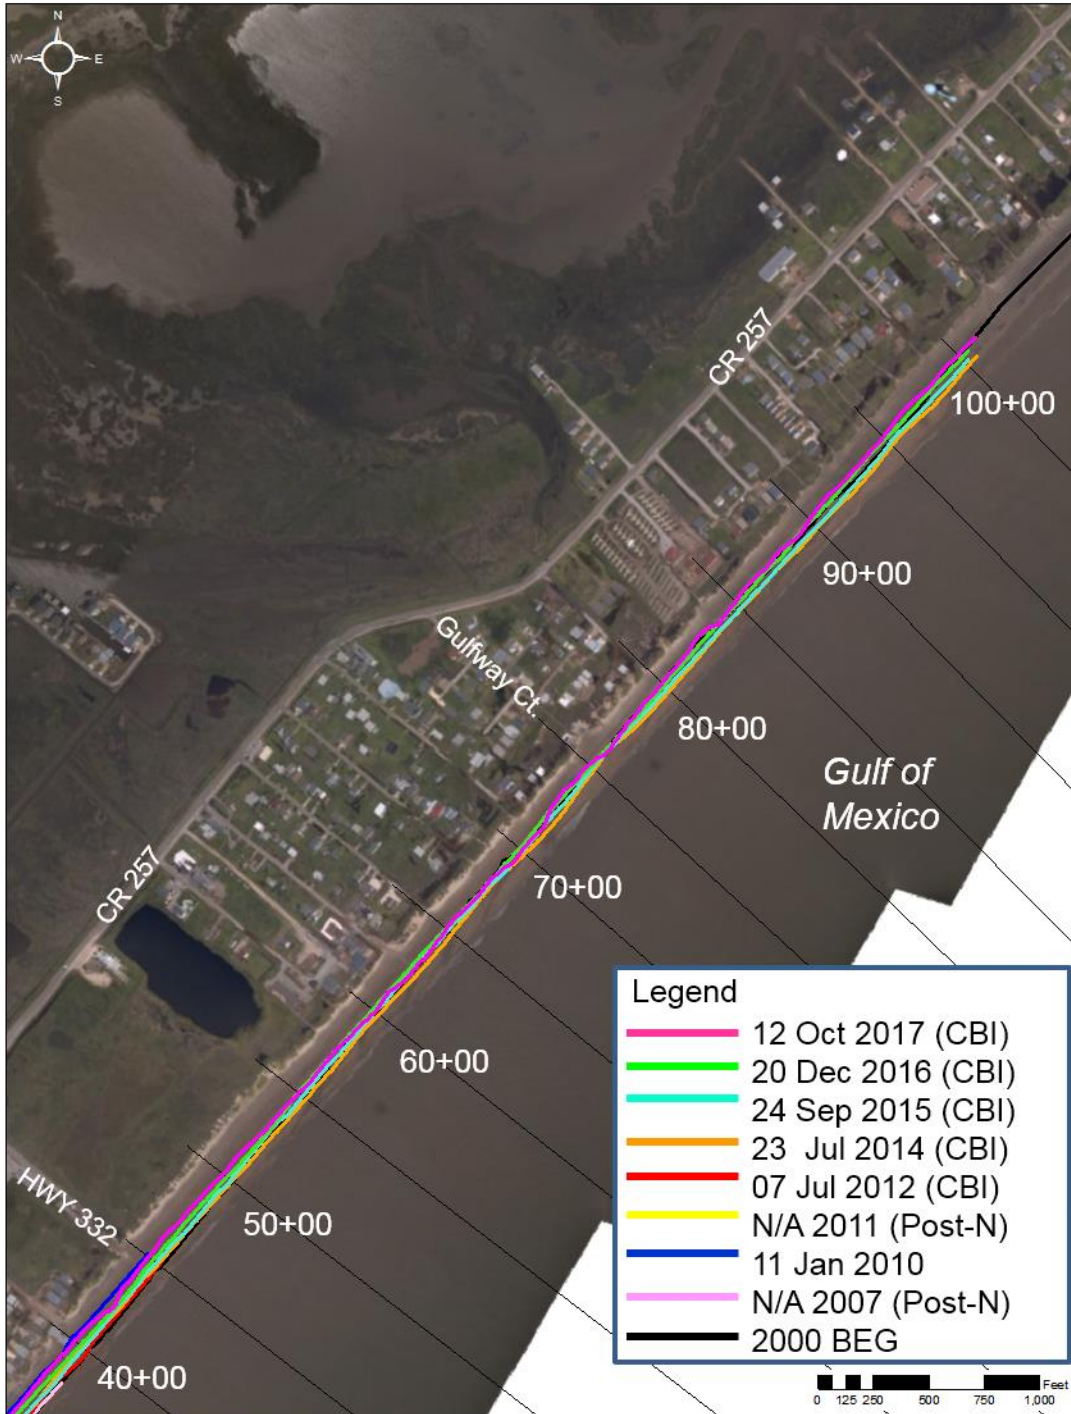 N
W E
S
CR 257
100+00
90+00
Gulfway Ct.
80+00
Gulf of
Mexico
CR 257
70+00
60+00
HWY 332
50+00
40+00
Legend
12 Oct 2017 (CBI)
20 Dec 2016 (CBI)
24 Sep 2015 (CBI)
23 Jul 2014 (CBI)
07 Jul 2012 (CBI)
N/A 2011 (Post-N)
11 Jan 2010
N/A 2007 (Post-N)
2000 BEG
Feet
0 125 250 500 750 1,000